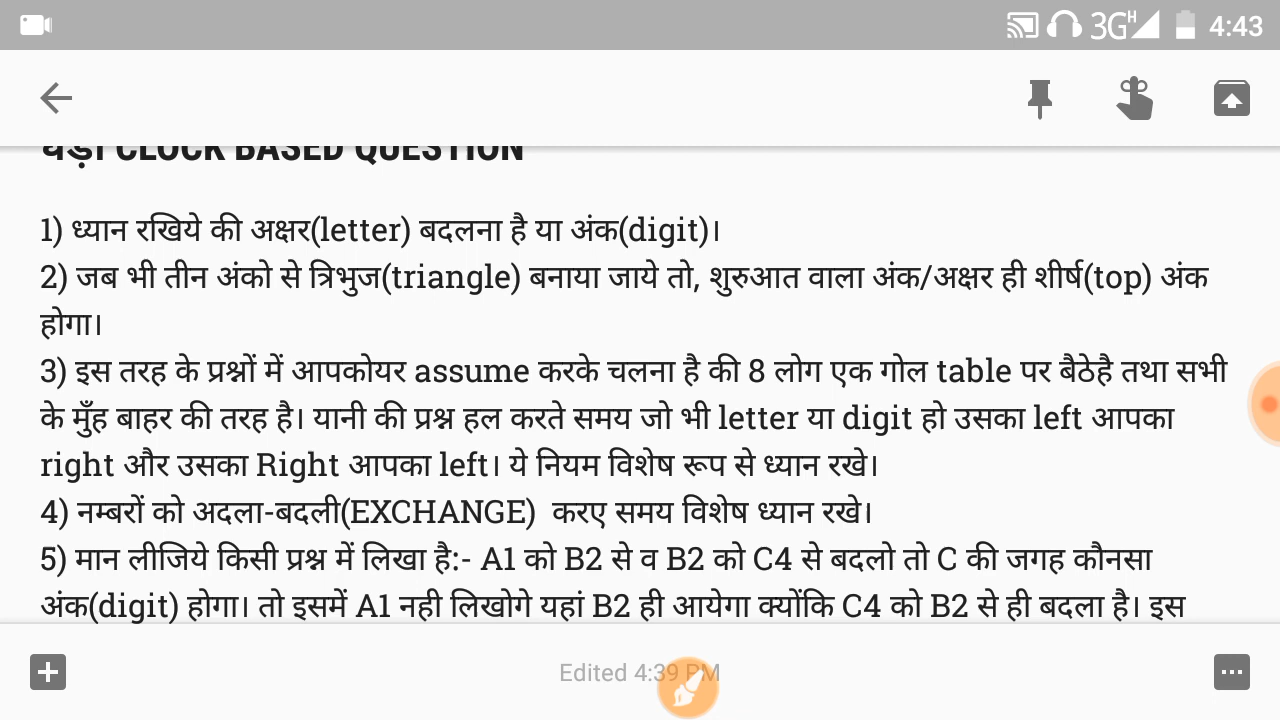 3G H 4:43
घड़ी CLOCK BASED QUESTION
1) ध्यान रखिये की अक्षर(letter) बदलना है या अंक(digit)।
2) जब भी तीन अंको से त्रिभुज(triangle) बनाया जाये तो, शुरुआत वाला अंक/अक्षर ही शीर्ष(top) अंक
होगा।
3) इस तरह के प्रश्नों में आपकोयर assume करके चलना है की 8 लोग एक गोल table पर बैठेहै तथा सभी
के मुँह बाहर की तरह है। यानी की प्रश्न हल करते समय जो भी letter या digit हो उसका left आपका
right और उसका Right आपका left। ये नियम विशेष रूप से ध्यान रखे।
4) नम्बरों को अदला-बदली(EXCHANGE)  करए समय विशेष ध्यान रखे।
5) मान लीजिये किसी प्रश्न में लिखा है:- A1 को B2 से व B2 को C4 से बदलो तो C की जगह कौनसा
अंक(digit) होगा। तो इसमें A1 नही लिखोगे यहां B2 ही आयेगा क्योंकि C4 को B2 से ही बदला है। इस
Edited 4:39 PM